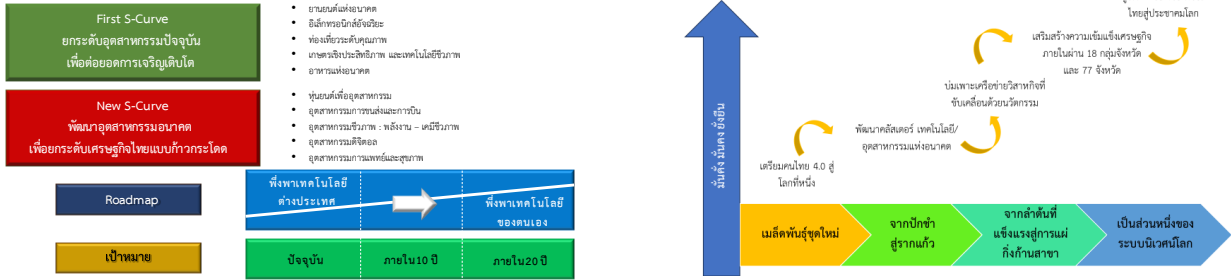 First S-Curve
ยกระดับอุตสาหกรรมปัจจุบัน
เพื่อต่อยอดการเจริญเติบโต
ยานยนต์แห่งอนาคต
อิเล็กทรอนิกส์อัจฉริยะ
ท่องเที่ยวระดับคุณภาพ
เกษตรเชิงประสิทธิภาพ และเทคโนโลยีชีวภาพ
อาหารแห่งอนาคต
New S-Curve
พัฒนาอุตสาหกรรมอนาคต
เพื่อยกระดับเศรษฐกิจไทยแบบก้าวกระโดด
หุ่นยนต์เพื่ออุตสาหกรรม
อุตสาหกรรมการขนส่งและการบิน
อุตสาหกรรมชีวภาพ : พลังงาน – เคมีชีวภาพ
อุตสาหกรรมดิจิตอล
อุตสาหกรรมการแพทย์และสุขภาพ
Roadmap
พึ่งพาเทคโนโลยี
ต่างประเทศ
พึ่งพาเทคโนโลยี
ของตนเอง
เป้าหมาย
ปัจจุบัน
ภายใน10 ปี
ภายใน20 ปี
มั่นคง มั่นคง ยั่งยืน
ไทยสู่ประชาคมโลก
เสริมสร้างความเข้มแข็งเศรษฐกิจ
ภายในผ่าน 18 กลุ่มจังหวัด
และ 77 จังหวัด
บ่มเพาะเครือข่ายวิสาหกิจที่
ขับเคลื่อนด้วยนวัตกรรม
พัฒนาคลัสเตอร์ เทคโนโลยี/
อุตสาหกรรมแห่งอนาคต
เตรียมคนไทย 4.0 สู่
โลกที่หนึ่ง
เมล็ดพันธุ์ชุดใหม่
จากปักชำ
สู่รากแก้ว
จากลำต้นที่
แข็งแรงสู่การแผ่
กิ่งก้านสาขา
เป็นส่วนหนึ่งของ
ระบบนิเวศน์โลก